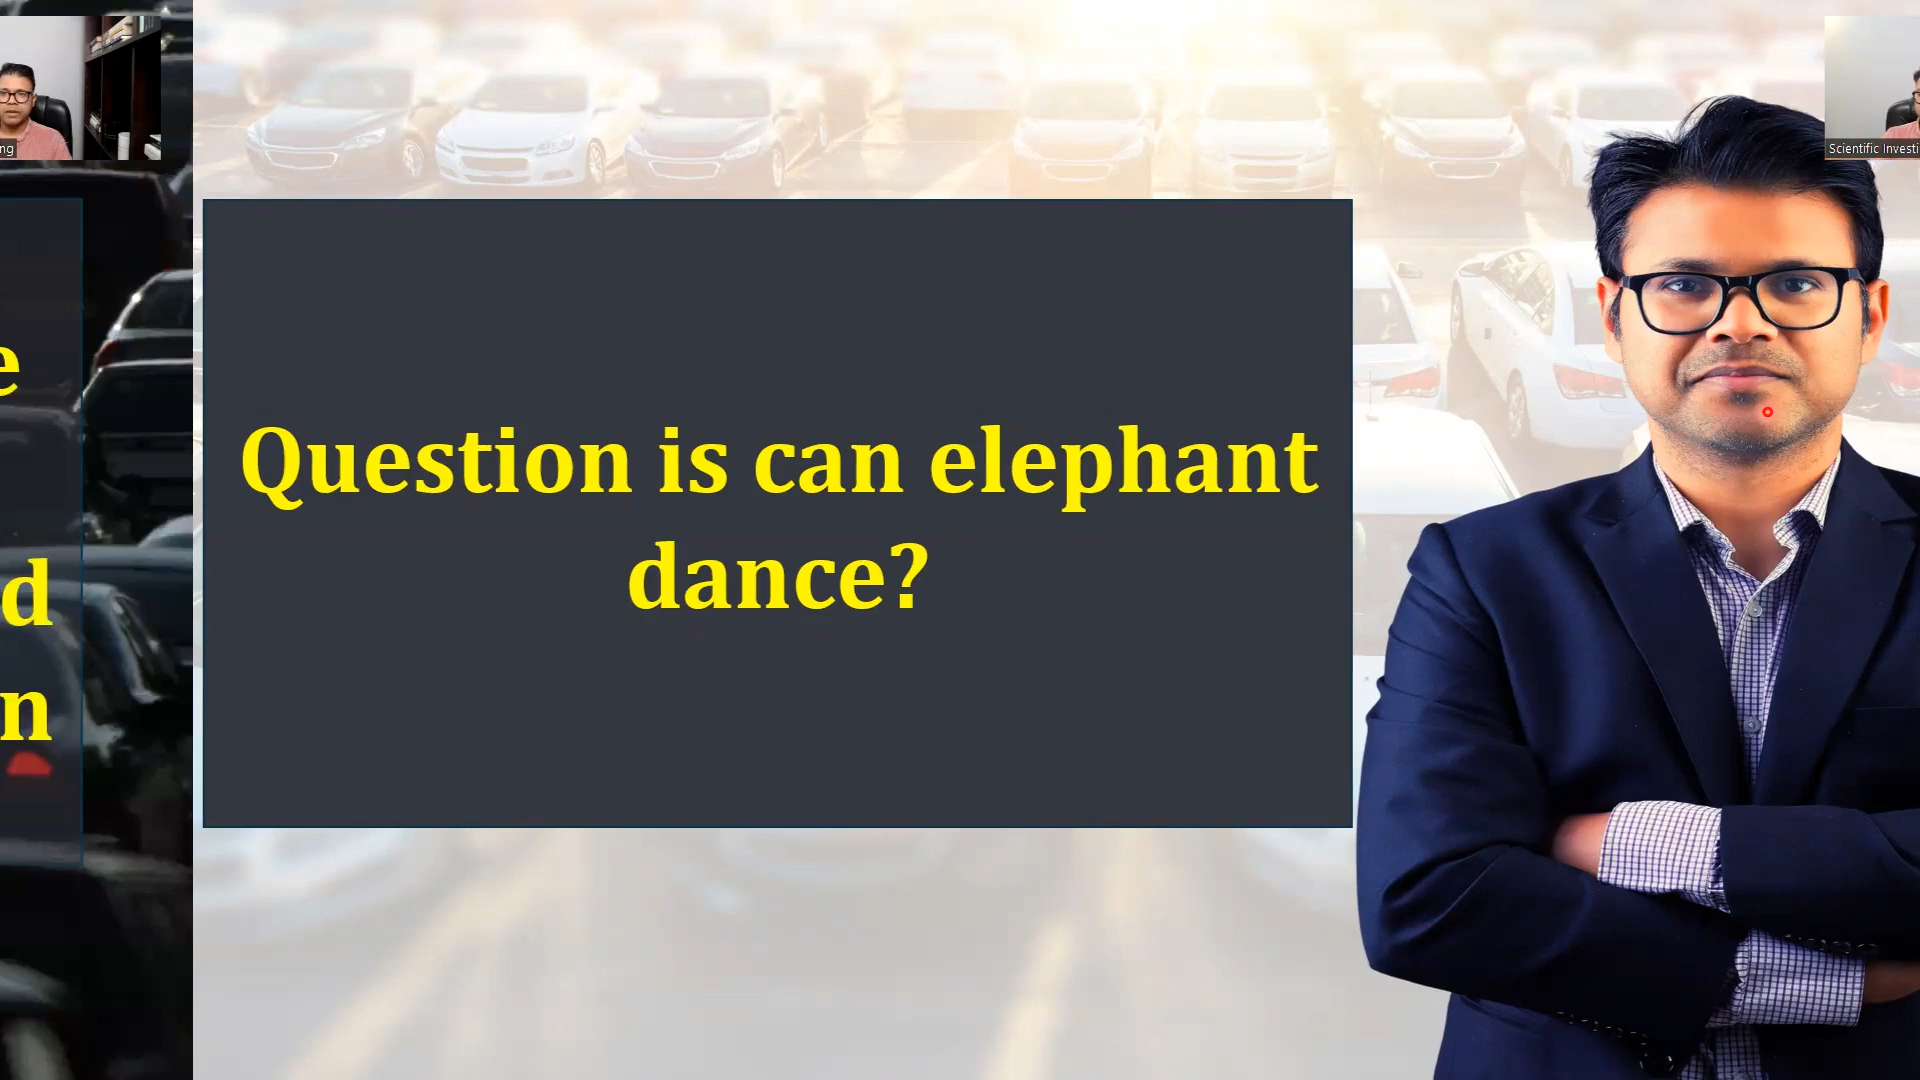 ng
Scientific Investi
e
d
n
Question is can elephant
dance?